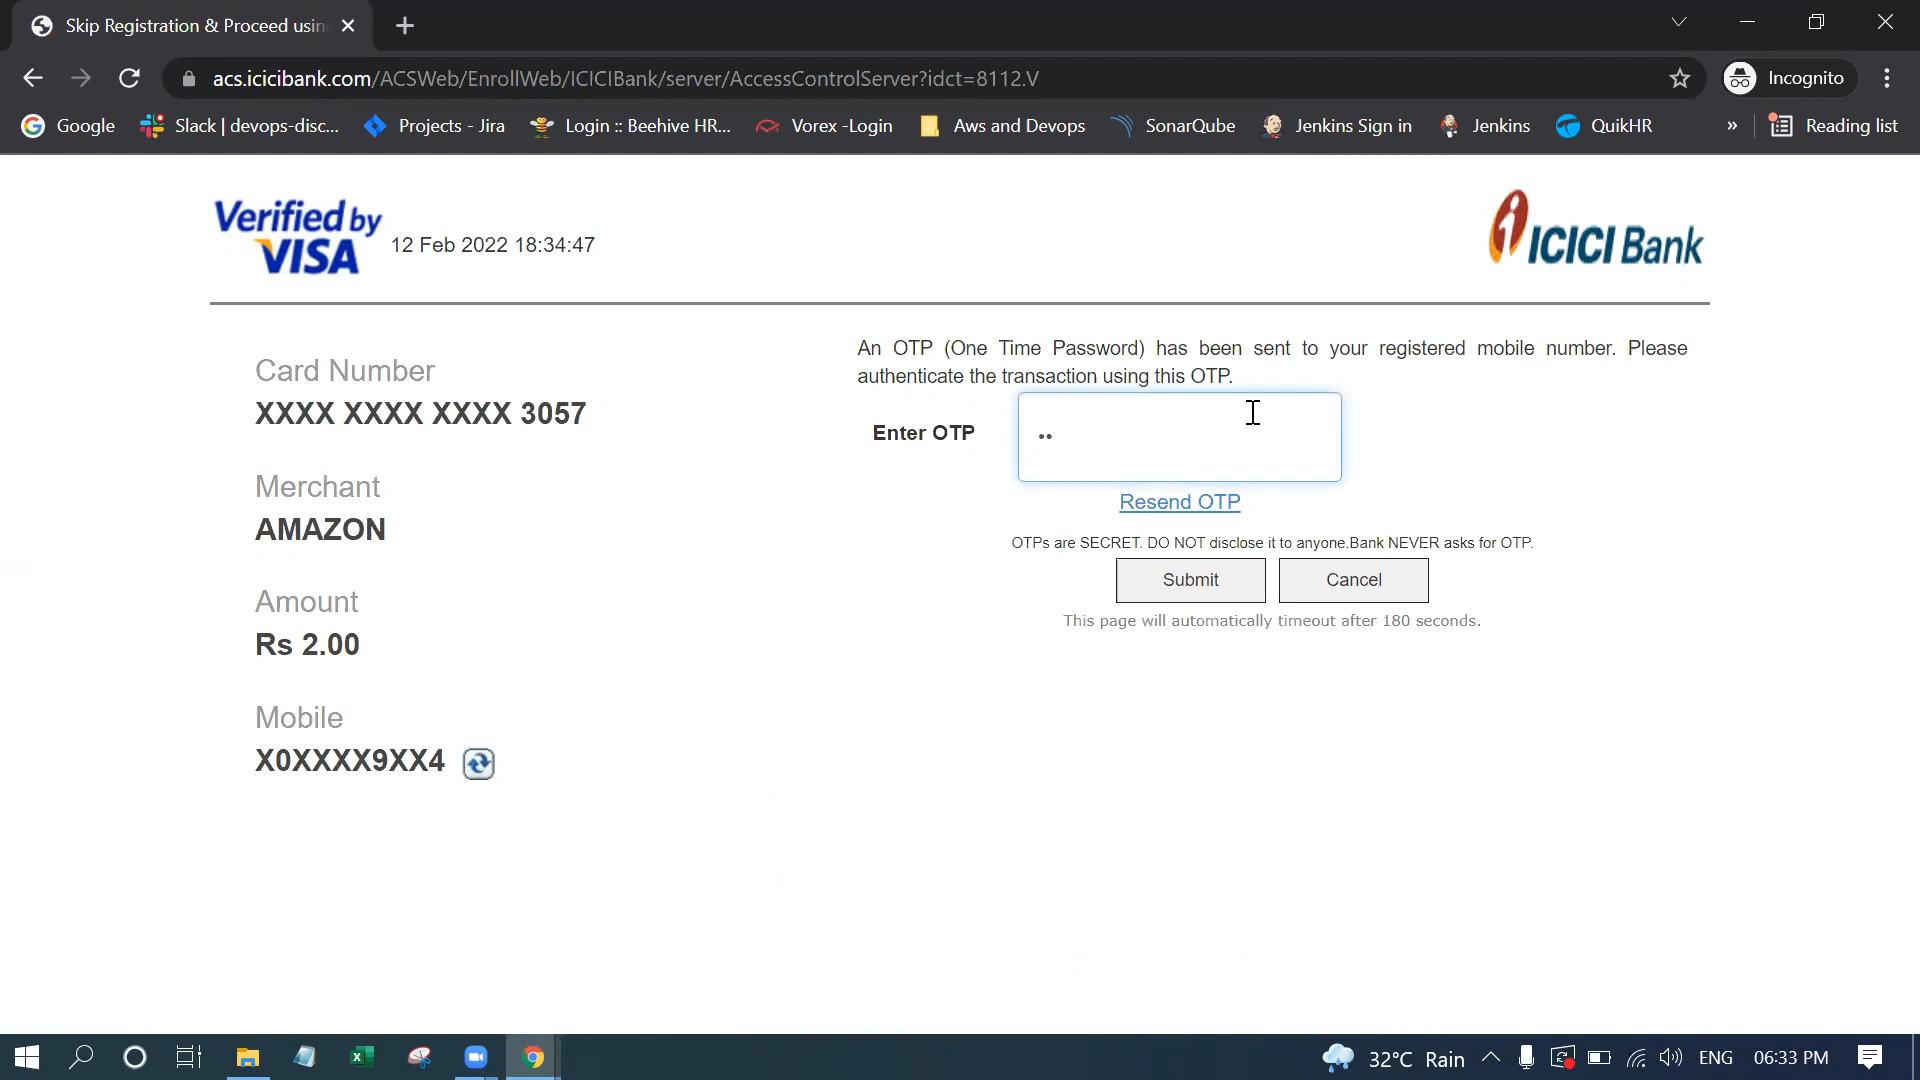 Skip Registration & Proceed usin
acs.icicibank.com/ACSWeb/EnrollWeb/ICICIBank/server/AccessControlServer?idct=8112.V
Incognito
Google
Slack | devops-disc...
Projects - Jira
Login :: Beehive HR...
Vorex -Login
Aws and Devops
SonarQube
Jenkins Sign in
Jenkins
QuikHR
»
Reading list
Verified by
VISA
12 Feb 2022 18:34:47
ICICI Bank
Card Number
XXXX XXXX XXXX 3057
Merchant
AMAZON
Amount
Rs 2.00
Mobile
X0XXXX9XX4
An OTP (One Time Password) has been sent to your registered mobile number. Please
authenticate the transaction using this OTP.
Enter OTP
••
Resend OTP
OTPs are SECRET. DO NOT disclose it to anyone.Bank NEVER asks for OTP.
Submit
Cancel
This page will automatically timeout after 180 seconds.
32°C Rain
ENG
06:33 PM